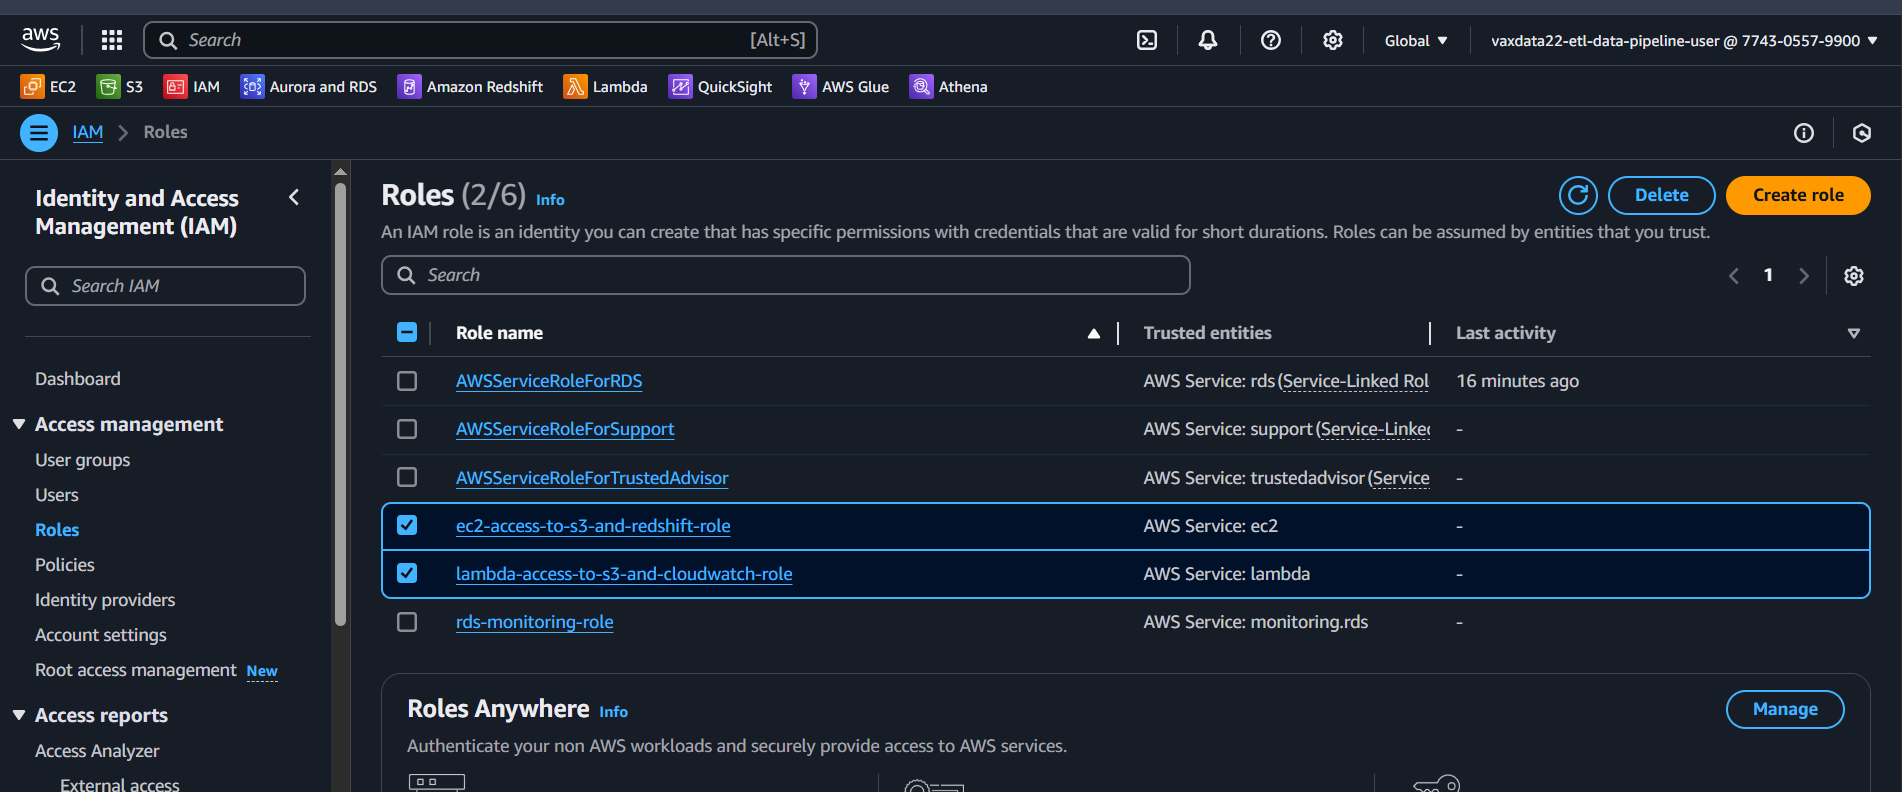 aws
Search [Alt+S]
Global
vaxdata22-etl-data-pipeline-user @ 7743-0557-9900
EC2 S3 IAM Aurora and RDS Amazon Redshift Lambda QuickSight AWS Glue Athena
IAM Roles
Identity and Access
Management (IAM)
Search IAM
Dashboard
Access management
User groups
Users
Roles
Policies
Identity providers
Account settings
Root access management New
Access reports
Access Analyzer
External access
Roles (2/6) Info
Delete
Create role
An IAM role is an identity you can create that has specific permissions with credentials that are valid for short durations. Roles can be assumed by entities that you trust.
Search
1
Role name Trusted entities Last activity
AWSServiceRoleForRDS AWS Service: rds (Service-Linked Rol 16 minutes ago
AWSServiceRoleForSupport AWS Service: support (Service-Linked -
AWSServiceRoleForTrustedAdvisor AWS Service: trustedadvisor (Service -
ec2-access-to-s3-and-redshift-role AWS Service: ec2 -
lambda-access-to-s3-and-cloudwatch-role AWS Service: lambda -
rds-monitoring-role AWS Service: monitoring.rds -
Roles Anywhere Info
Manage
Authenticate your non AWS workloads and securely provide access to AWS services.